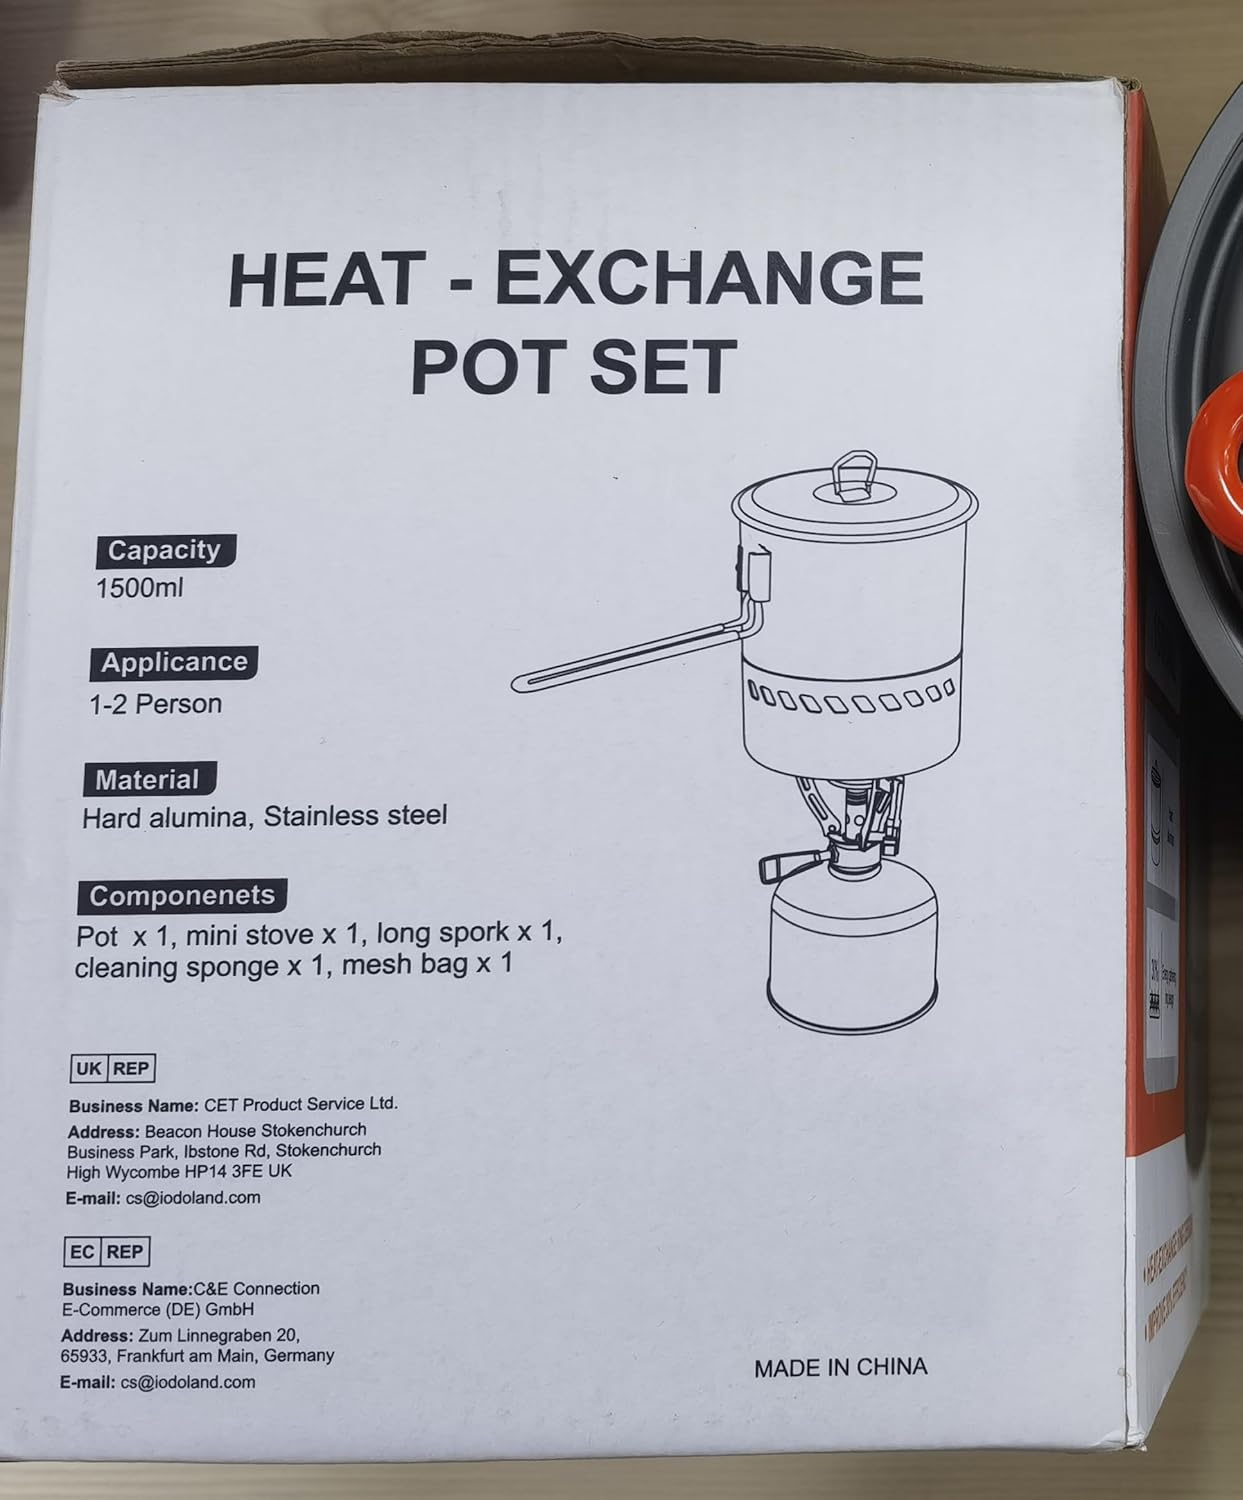 HEAT - EXCHANGE
POT SET
Capacity
1500ml
Applicance
1-2 Person
Material
Hard alumina, Stainless steel
Componenets
Pot x 1, mini stove x 1, long spork x 1,
cleaning sponge x 1, mesh bag x 1
UK REP
Business Name: CET Product Service Ltd.
Address: Beacon House Stokenchurch
Business Park, Ibstone Rd, Stokenchurch
High Wycombe HP14 3FE UK
E-mail: cs@iodoland.com
EC REP
Business Name:C&E Connection
E-Commerce (DE) GmbH
Address: Zum Linnegraben 20,
65933, Frankfurt am Main, Germany
E-mail: cs@iodoland.com
MADE IN CHINA